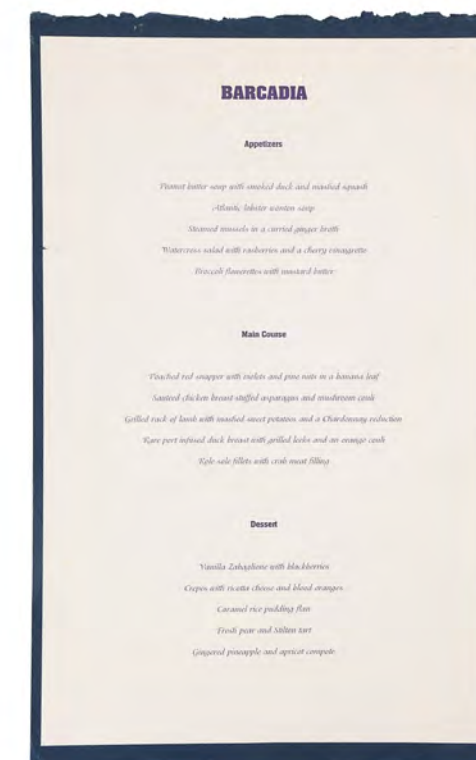 BARCADIA
Appetizers
Peanut butter soup with smoked duck and mashed squash
Atlantic lobster wonton soup
Steamed mussels in a curried ginger broth
Watercress salad with rasberries and a cherry vinaigrette
Broccoli flowerettes with mustard butter
Main Course
Poached red snapper with violets and pine nuts in a banana leaf
Sauteed chicken breast stuffed asparagus and mushroom couli
Grilled rack of lamb with mashed sweet potatoes and a Chardonnay reduction
Rare port infused duck breast with grilled leeks and an orange couli
sole fillets with crab meat filling
Dessert
Vanilla Zabaglione with blackberries
Crepes with ricotta cheese and blood oranges
Caramel rice pudding flan
Fresh pear and Stilton tart
Gingered pineapple and apricot compote